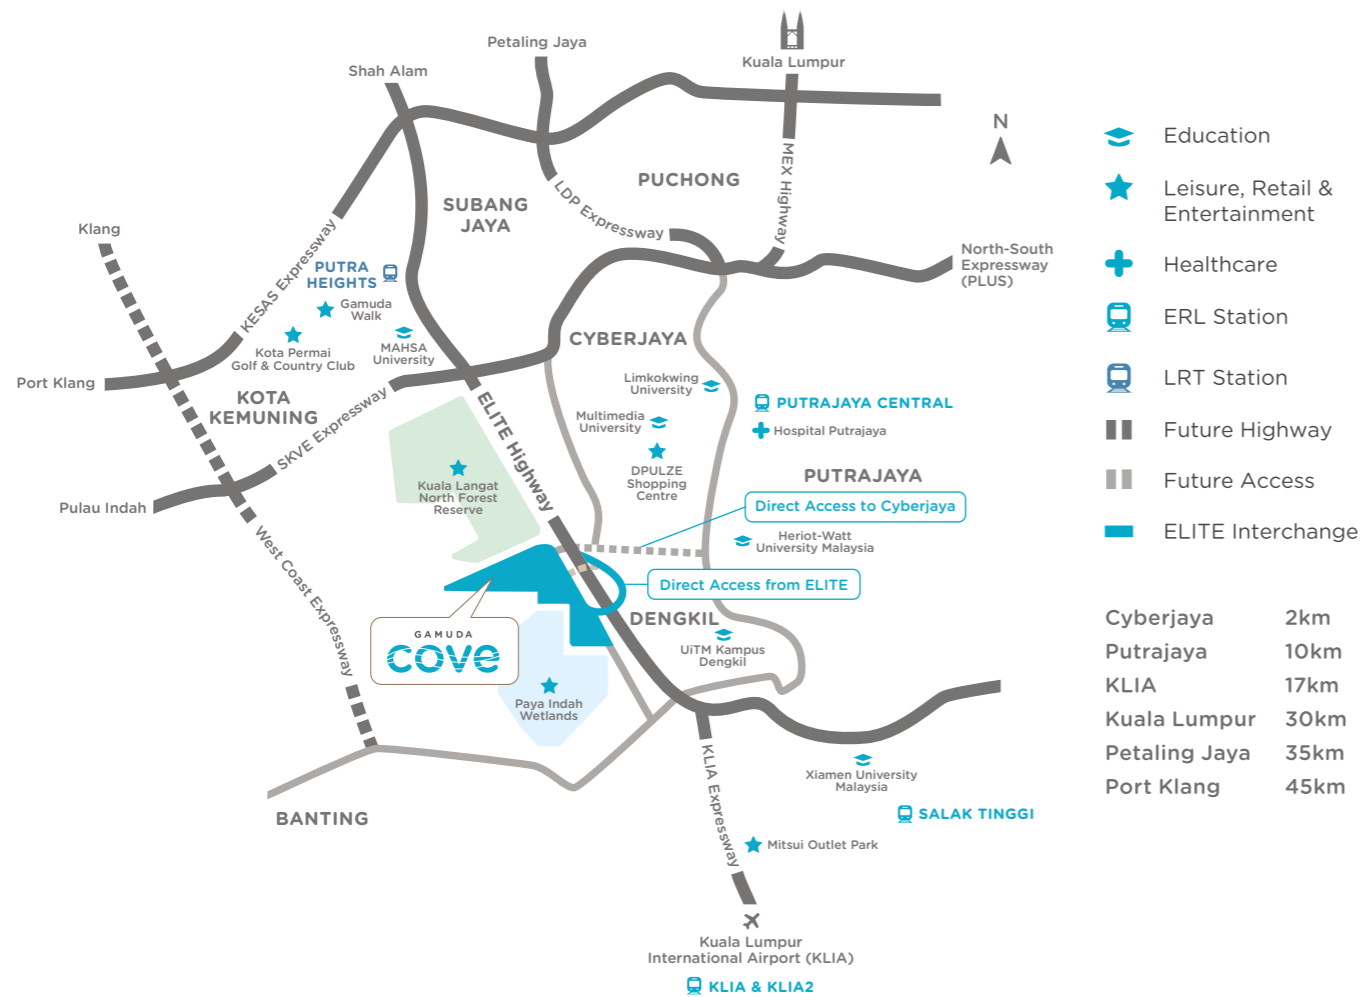 Petaling Jaya
Kuala Lumpur
Shah Alam
N
PUCHONG
MEX Highway
LDP Expressway
SUBANG
JAYA
Klang
KESAS Expressway
North-South
Expressway
(PLUS)
PUTRA
HEIGHTS
Gamuda
Walk
MAHSA
University
Kota Permai
Golf & Country Club
CYBERJAYA
Port Klang
KOTA
KEMUNING
SKVE Expressway
ELITE Highway
Limkokwing
University
PUTRAJAYA CENTRAL
Multimedia
University
Hospital Putrajaya
DPULZE
Shopping
Centre
PUTRAJAYA
Kuala Langat
North Forest
Reserve
Pulau Indah
Direct Access to Cyberjaya
West Coast Expressway
Heriot-Watt
University Malaysia
Direct Access from ELITE
GAMUDA
cove
DENGKIL
UiTM Kampus
Dengkil
Paya Indah
Wetlands
KLIA Expressway
Xiamen University
Malaysia
SALAK TINGGI
BANTING
Mitsui Outlet Park
Kuala Lumpur
International Airport (KLIA)
KLIA & KLIA2
Education
Leisure, Retail &
Entertainment
Healthcare
ERL Station
LRT Station
Future Highway
Future Access
ELITE Interchange
Cyberjaya 2km
Putrajaya 10km
KLIA 17km
Kuala Lumpur 30km
Petaling Jaya 35km
Port Klang 45km